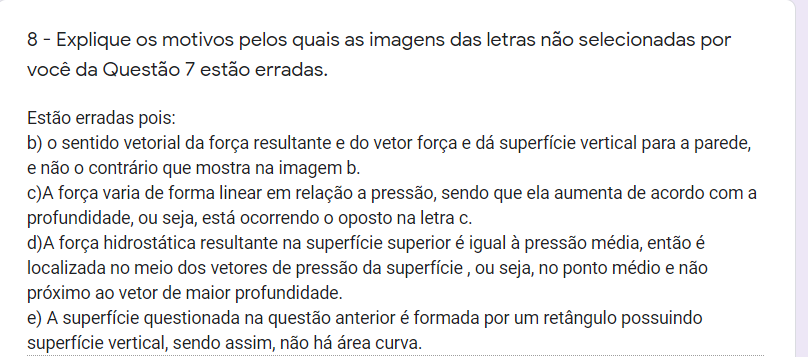 8 - Explique os motivos pelos quais as imagens das letras não selecionadas por
você da Questão 7 estão erradas.
Estão erradas pois:
b) o sentido vetorial da força resultante e do vetor força e dá superfície vertical para a parede,
e não o contrário que mostra na imagem b.
c)A força varia de forma linear em relação a pressão, sendo que ela aumenta de acordo com a
profundidade, ou seja, está ocorrendo o oposto na letra c.
d)A força hidrostática resultante na superfície superior é igual à pressão média, então é
localizada no meio dos vetores de pressão da superfície , ou seja, no ponto médio e não
próximo ao vetor de maior profundidade.
e) A superfície questionada na questão anterior é formada por um retângulo possuindo
superfície vertical, sendo assim, não há área curva.